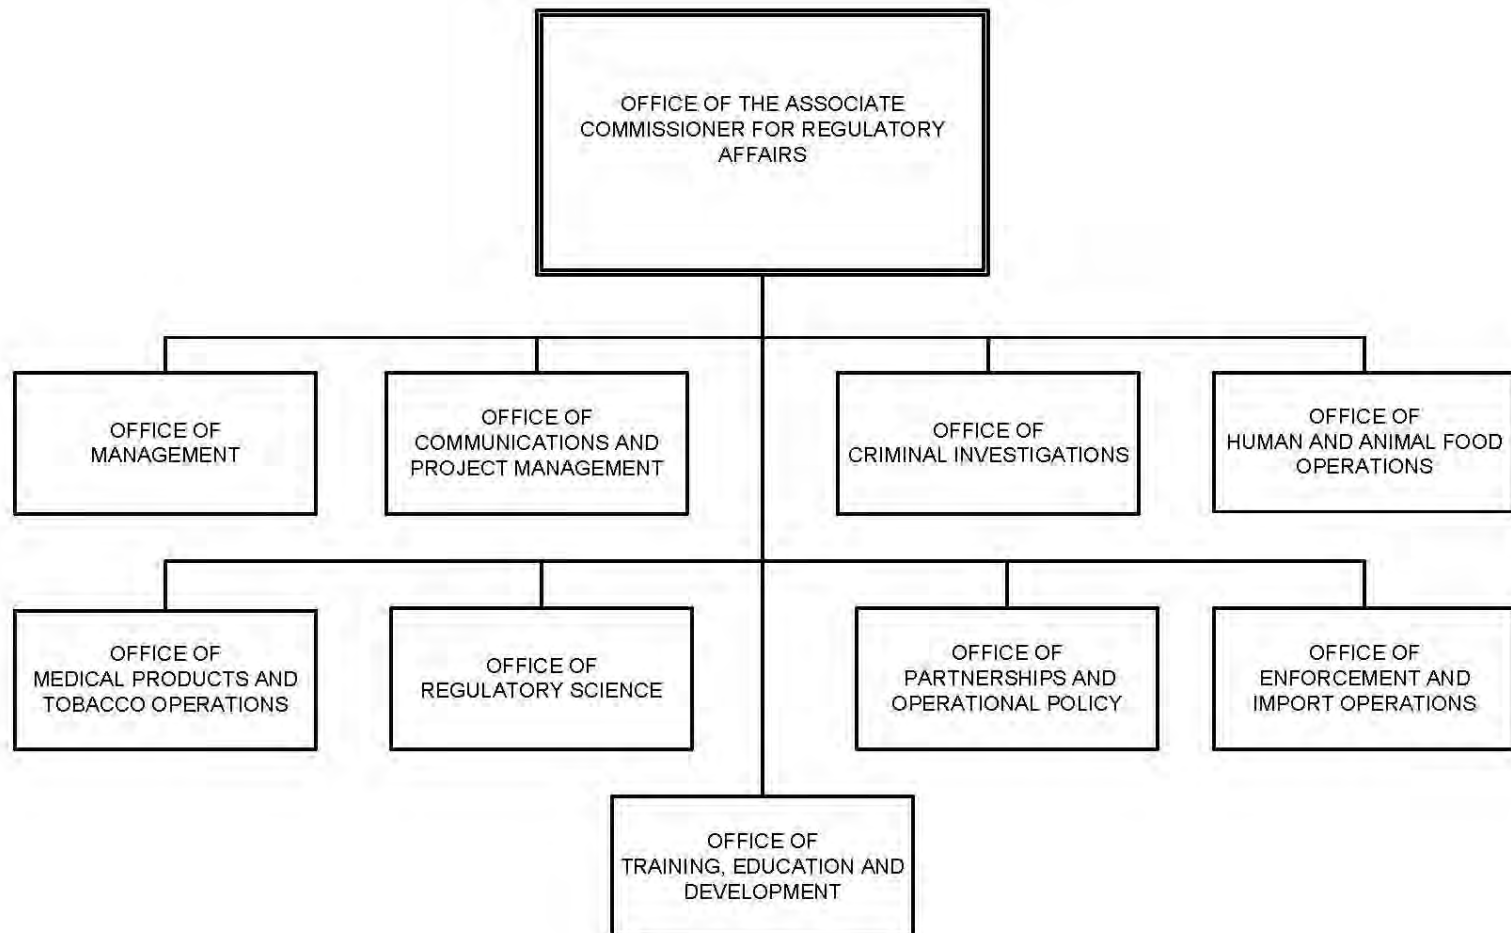 OFFICE OF THE ASSOCIATE
COMMISSIONER FOR REGULATORY
AFFAIRS
OFFICE OF
MANAGEMENT
OFFICE OF
COMMUNICATIONS AND
PROJECT MANAGEMENT
OFFICE OF
CRIMINAL INVESTIGATIONS
OFFICE OF
HUMAN AND ANIMAL FOOD
OPERATIONS
OFFICE OF
MEDICAL PRODUCTS AND
TOBACCO OPERATIONS
OFFICE OF
REGULATORY SCIENCE
OFFICE OF
PARTNERSHIPS AND
OPERATIONAL POLICY
OFFICE OF
ENFORCEMENT AND
IMPORT OPERATIONS
OFFICE OF
TRAINING, EDUCATION AND
DEVELOPMENT